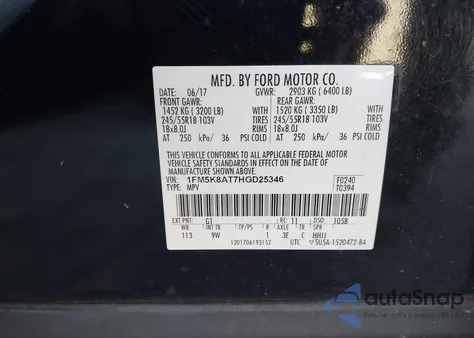 MFD. BY FORD MOTOR CO.
DATE: 06/17 GVWR: 2903 KG ( 6400 LB)
FRONT GAWR: REAR GAWR:
1452 KG ( 3200 LB) 1520 KG ( 3350 LB)
245/55R18 103V TIRES 245/55R18 103V TIRES
18x8.0J RIMS 18x8.0J RIMS
AT 250 kPa/ 36 PSI COLD AT 250 kPa/ 36 PSI COLD
THIS VEHICLE CONFORMS TO ALL APPLICABLE FEDERAL MOTOR
VEHICLE SAFETY STANDARDS IN EFFECT ON THE DATE OF MANUFACTURE
SHOWN ABOVE.
VIN: 1FM5K8AT7HGD25346 F0240
TYPE: MPV T0394
EXT PNT: G1 RC: 11 DSO: 1058
WB INT TR TP/PS R AXLE TR SPR
113 9W 1 3E C HHJJ
1201706193152 UTC 5U5A-1520472-BA
autoSnap